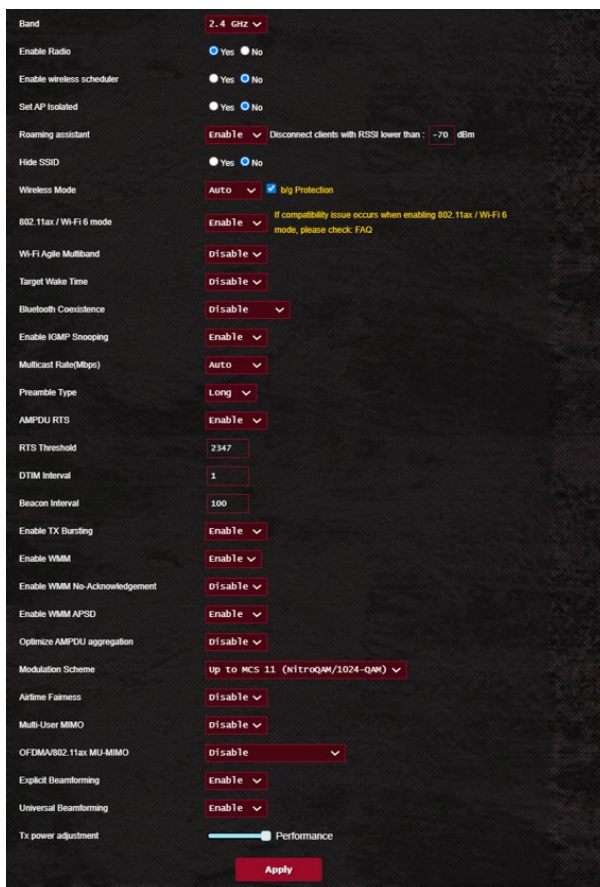 Band 2.4 GHz
Enable Radio Yes No
Enable wireless scheduler Yes No
Set AP Isolated Yes No
Roaming assistant Enable Disconnect clients with RSSI lower than : -70 dBm
Hide SSID Yes No
Wireless Mode Auto b/g Protection
802.11ax / Wi-Fi 6 mode Enable If compatibility issue occurs when enabling 802.11ax / Wi-Fi 6
mode, please check: FAQ
Wi-Fi Agile Multiband Disable
Target Wake Time Disable
Bluetooth Coexistence Disable
Enable IGMP Snooping Enable
Multicast Rate(Mbps) Auto
Preamble Type Long
AMPDU RTS Enable
RTS Threshold 2347
DTIM Interval 1
Beacon Interval 100
Enable TX Bursting Enable
Enable WMM Enable
Enable WMM No-Acknowledgement Disable
Enable WMM APSD Enable
Optimize AMPDU aggregation Disable
Modulation Scheme Up to MCS 11 (NitroQAM/1024-QAM)
Airtime Fairness Disable
Multi-User MIMO Disable
OFDMA/802.11ax MU-MIMO Disable
Explicit Beamforming Enable
Universal Beamforming Enable
Tx power adjustment Performance
Apply